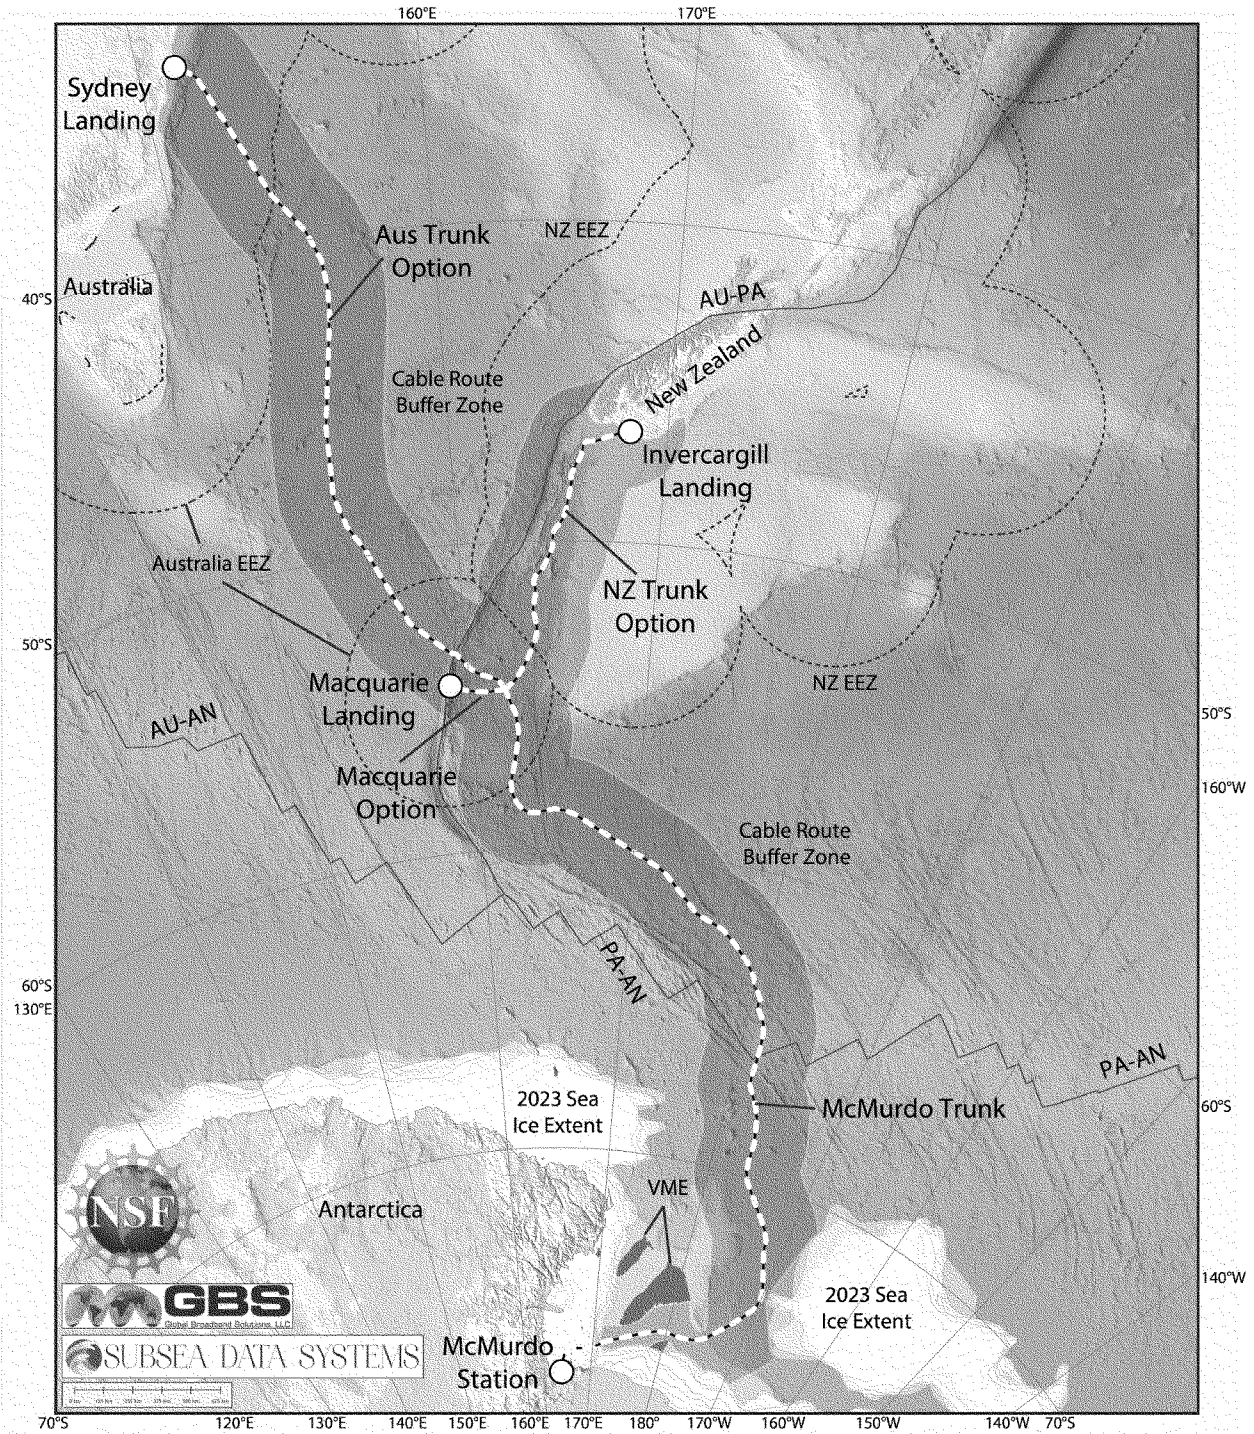 160°E
170°E
Sydney
Landing
Aus Trunk
Option
NZ EEZ
Australia
40°S
AU-PA
New Zealand
Cable Route
Buffer Zone
Invercargill
Landing
Australia EEZ
NZ Trunk
Option
50°S
Macquarie
Landing
NZ EEZ
AU-AN
50°S
Macquarie
Option
160°W
Cable Route
Buffer Zone
PA-AN
60°S
130°E
PA-AN
2023 Sea
Ice Extent
McMurdo Trunk
60°S
VME
NSF
Antarctica
140°W
GBS
Global Broadband Solutions, LLC
2023 Sea
Ice Extent
SUBSEA DATA SYSTEMS
McMurdo
Station
70°S
120°E
130°E
140°E
150°E
160°E
170°E
180°
170°W
160°W
150°W
140°W
70°S